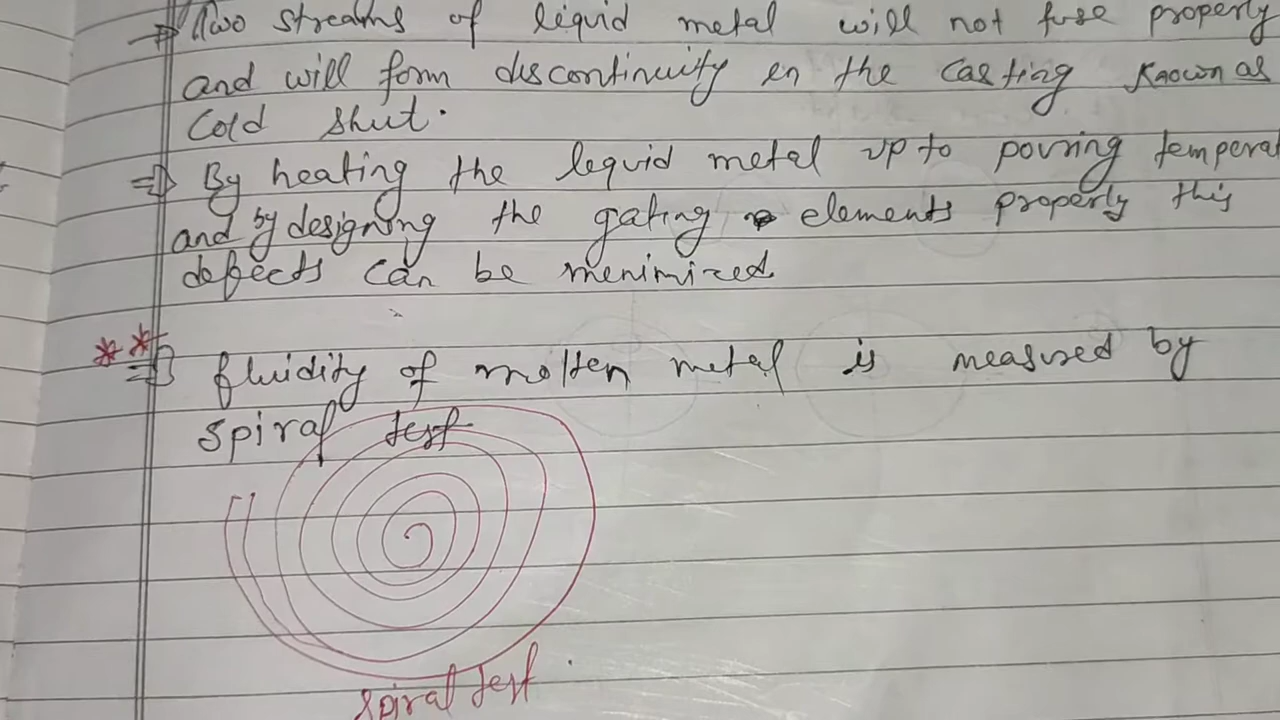 ⇒ Two streams of liquid metal will not fuse properly
and will form discontinuity in the casting known as
Cold shut.
⇒ By heating the liquid metal up to pouring tempera
and by designing the gating elements properly this
defects can be minimized
** ⇒ fluidity of molten metal is measured by
spiral test
spiral test